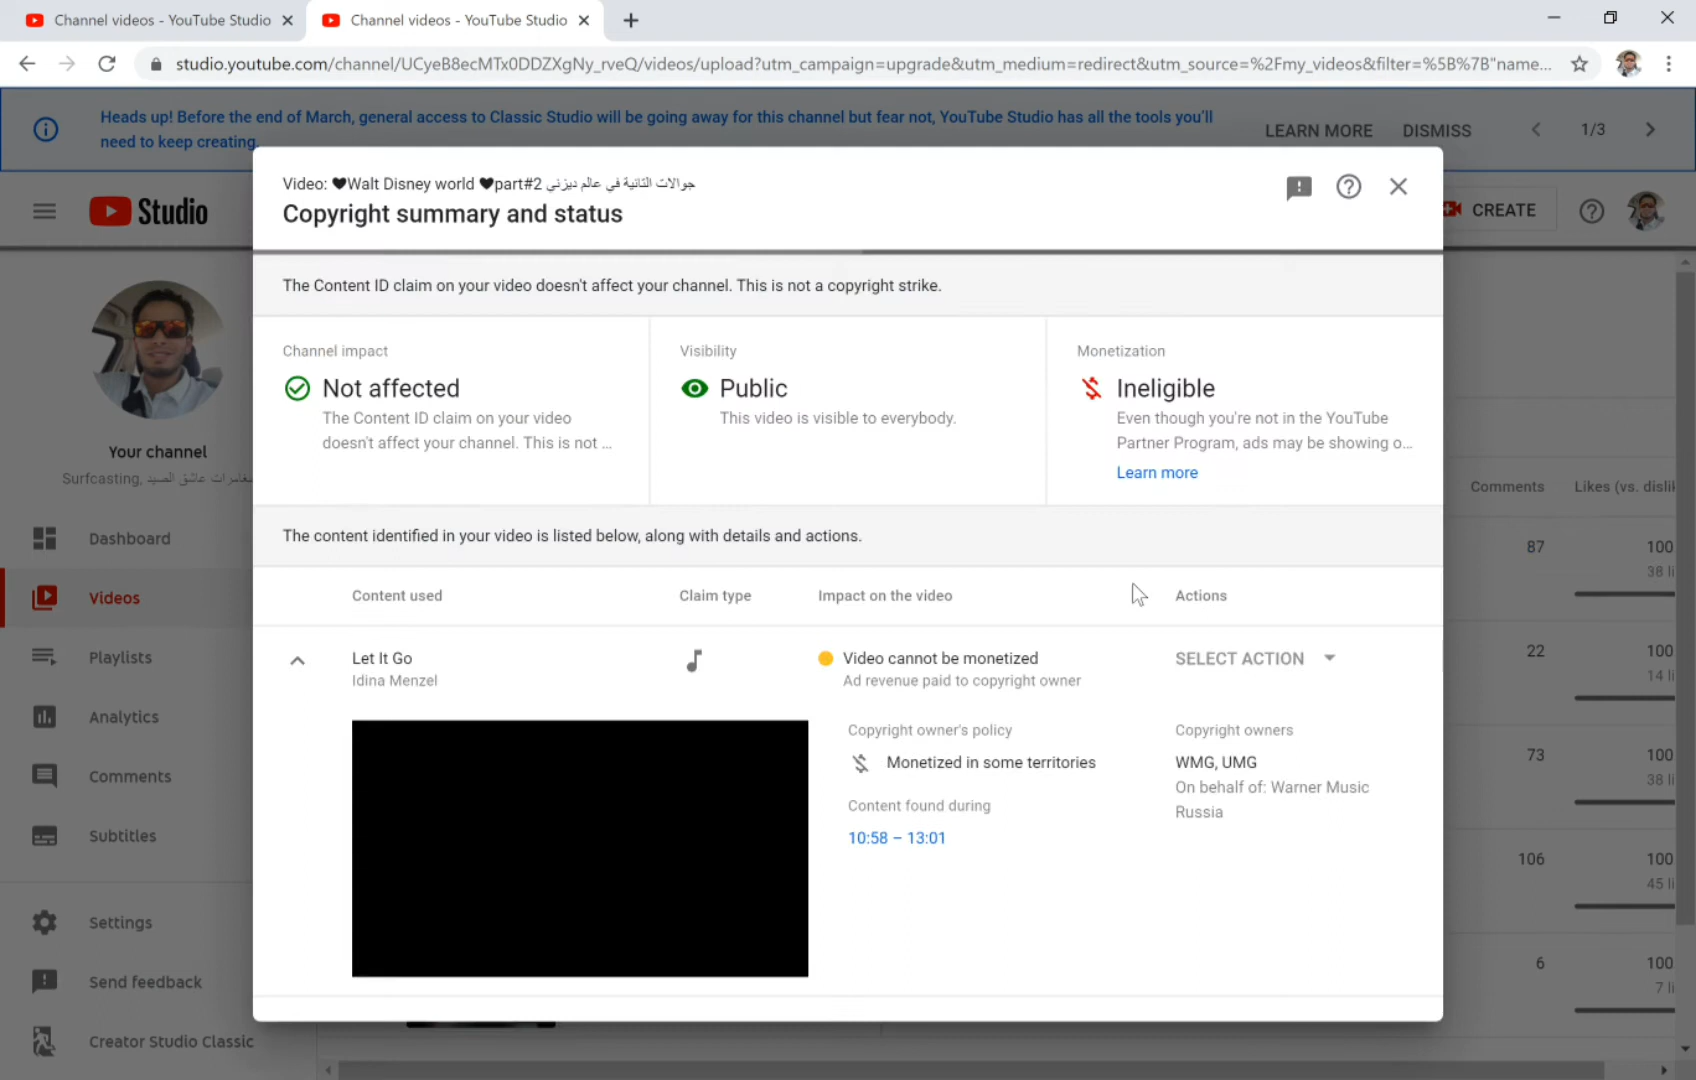 Channel videos - YouTube Studio
Channel videos - YouTube Studio
studio.youtube.com/channel/UCyeB8ecMTx0DDZXgNy_rveQ/videos/upload?utm_campaign=upgrade&utm_medium=redirect&utm_source=%2Fmy_videos&filter=%5B%7B"name...
Heads up! Before the end of March, general access to Classic Studio will be going away for this channel but fear not, YouTube Studio has all the tools you'll
need to keep creating.
LEARN MORE
DISMISS
1/3
Studio
CREATE
Video: ♥Walt Disney world ♥part#2 جوالات الثانية في عالم ديزني
Copyright summary and status
The Content ID claim on your video doesn't affect your channel. This is not a copyright strike.
Channel impact
Not affected
The Content ID claim on your video
doesn't affect your channel. This is not ...
Visibility
Public
This video is visible to everybody.
Monetization
Ineligible
Even though you're not in the YouTube
Partner Program, ads may be showing o...
Learn more
The content identified in your video is listed below, along with details and actions.
Content used
Claim type
Impact on the video
Actions
Let It Go
Idina Menzel
Video cannot be monetized
Ad revenue paid to copyright owner
SELECT ACTION
Copyright owner's policy
Monetized in some territories
Content found during
10:58 – 13:01
Copyright owners
WMG, UMG
On behalf of: Warner Music
Russia
Your channel
Surfcasting, مغامرات عاشق الصيد
Dashboard
Videos
Playlists
Analytics
Comments
Subtitles
Settings
Send feedback
Creator Studio Classic
Comments
Likes (vs. disli
87
100
38 li
22
100
14 li
73
100
38 li
106
100
45 li
6
100
7 li